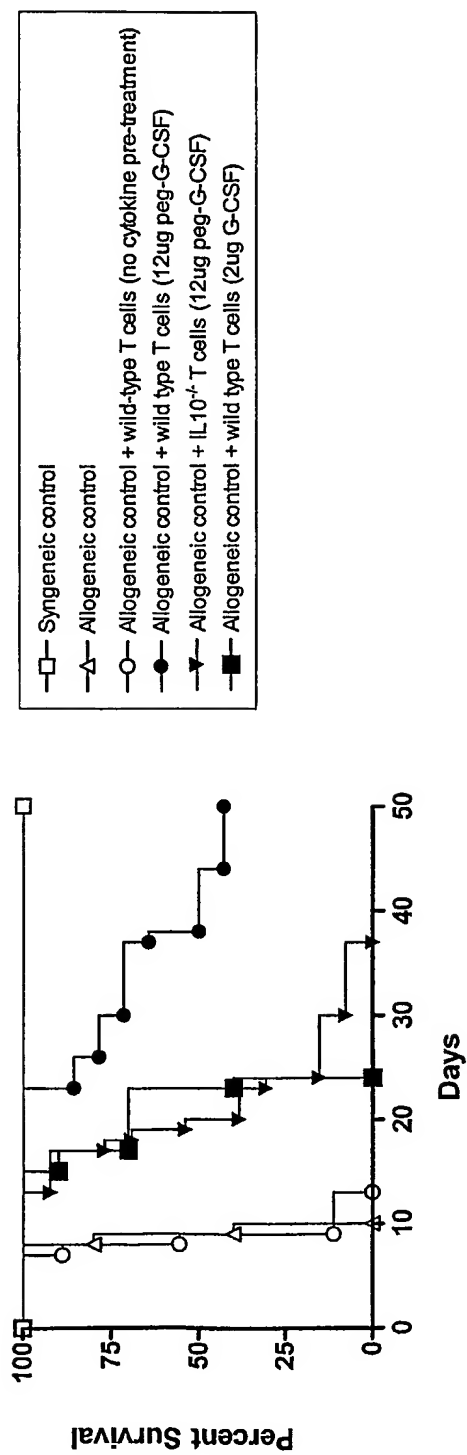 Syngeneic control
Allogeneic control
Allogeneic control + wild-type T cells (no cytokine pre-treatment)
Allogeneic control + wild type T cells (12ug peg-G-CSF)
Allogeneic control + IL10-/- T cells (12ug peg-G-CSF)
Allogeneic control + wild type T cells (2ug G-CSF)
Percent Survival
100
75
50
25
0
0 10 20 30 40 50
Days